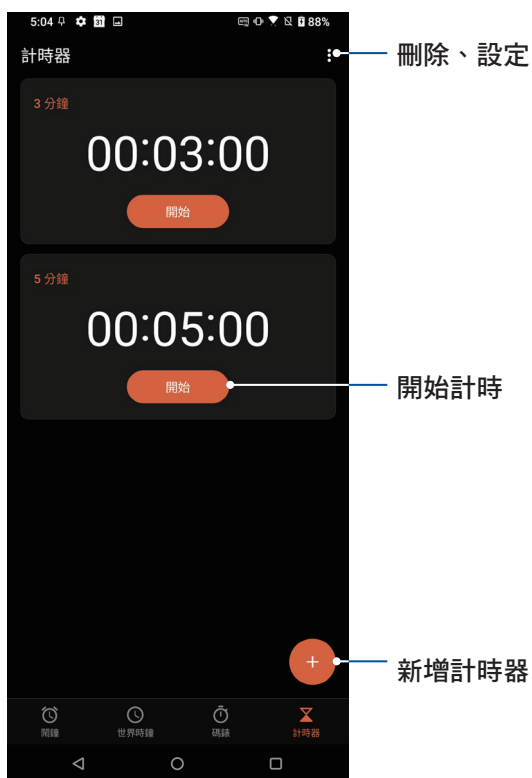 5:04 31 88%
計時器
刪除、設定
3 分鐘
00:03:00
開始
5 分鐘
00:05:00
開始
開始計時
+
新增計時器
鬧鐘 世界時鐘 碼錶 計時器